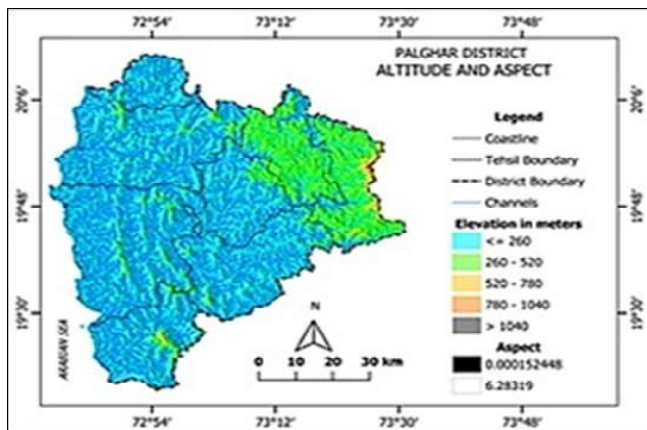 72°54' 73°12' 73°30' 73°48'
PALGHAR DISTRICT
ALTITUDE AND ASPECT
20°6' 20°6'
Legend
Coastline
Tehsil Boundary
District Boundary
Channels
19°48' 19°48'
Elevation in meters
<= 260
260 - 520
520 - 780
780 - 1040
> 1040
19°30' 19°30'
ARABIAN SEA
N
0 10 20 30 km
Aspect
0.000152448
6.28319
72°54' 73°12' 73°30' 73°48'